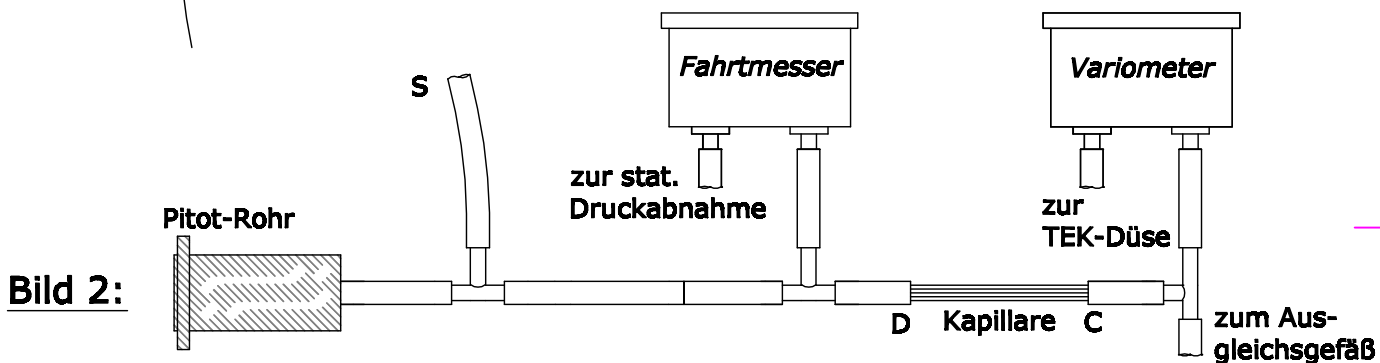 Fahrtmesser
Variometer
S
zur stat.
Druckabnahme
zur
TEK-Düse
Pitot-Rohr
Bild 2:
D
Kapillare
C
zum Aus-
gleichsgefäß